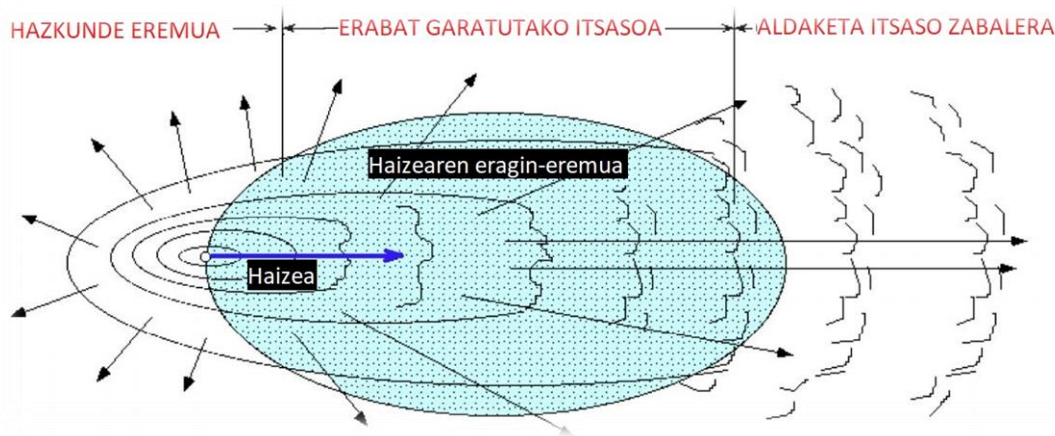 HAZKUNDE EREMUA
ERABAT GARATUTAKO ITSASOA
ALDAKETA ITSASO ZABALERA
Haizearen eragin-eremua
Haizea